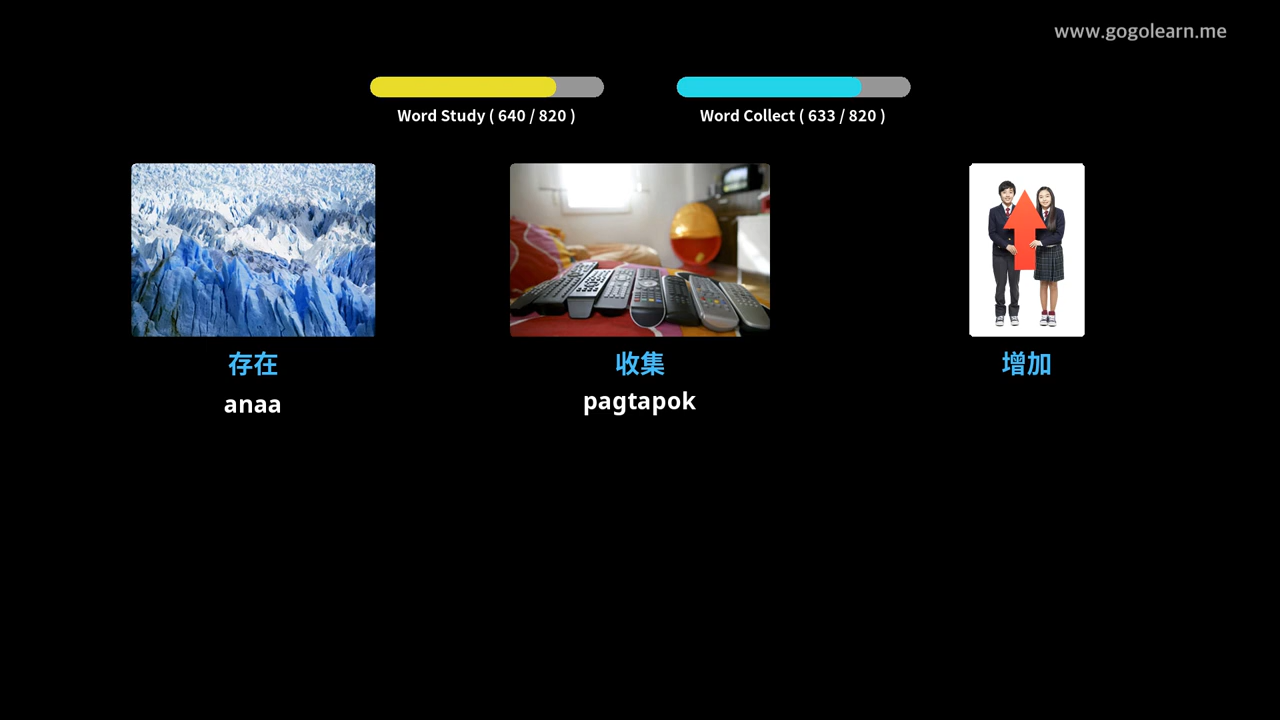 www.gogolearn.me
Word Study ( 640 / 820 )
Word Collect ( 633 / 820 )
存在
收集
增加
anaa
pagtapok